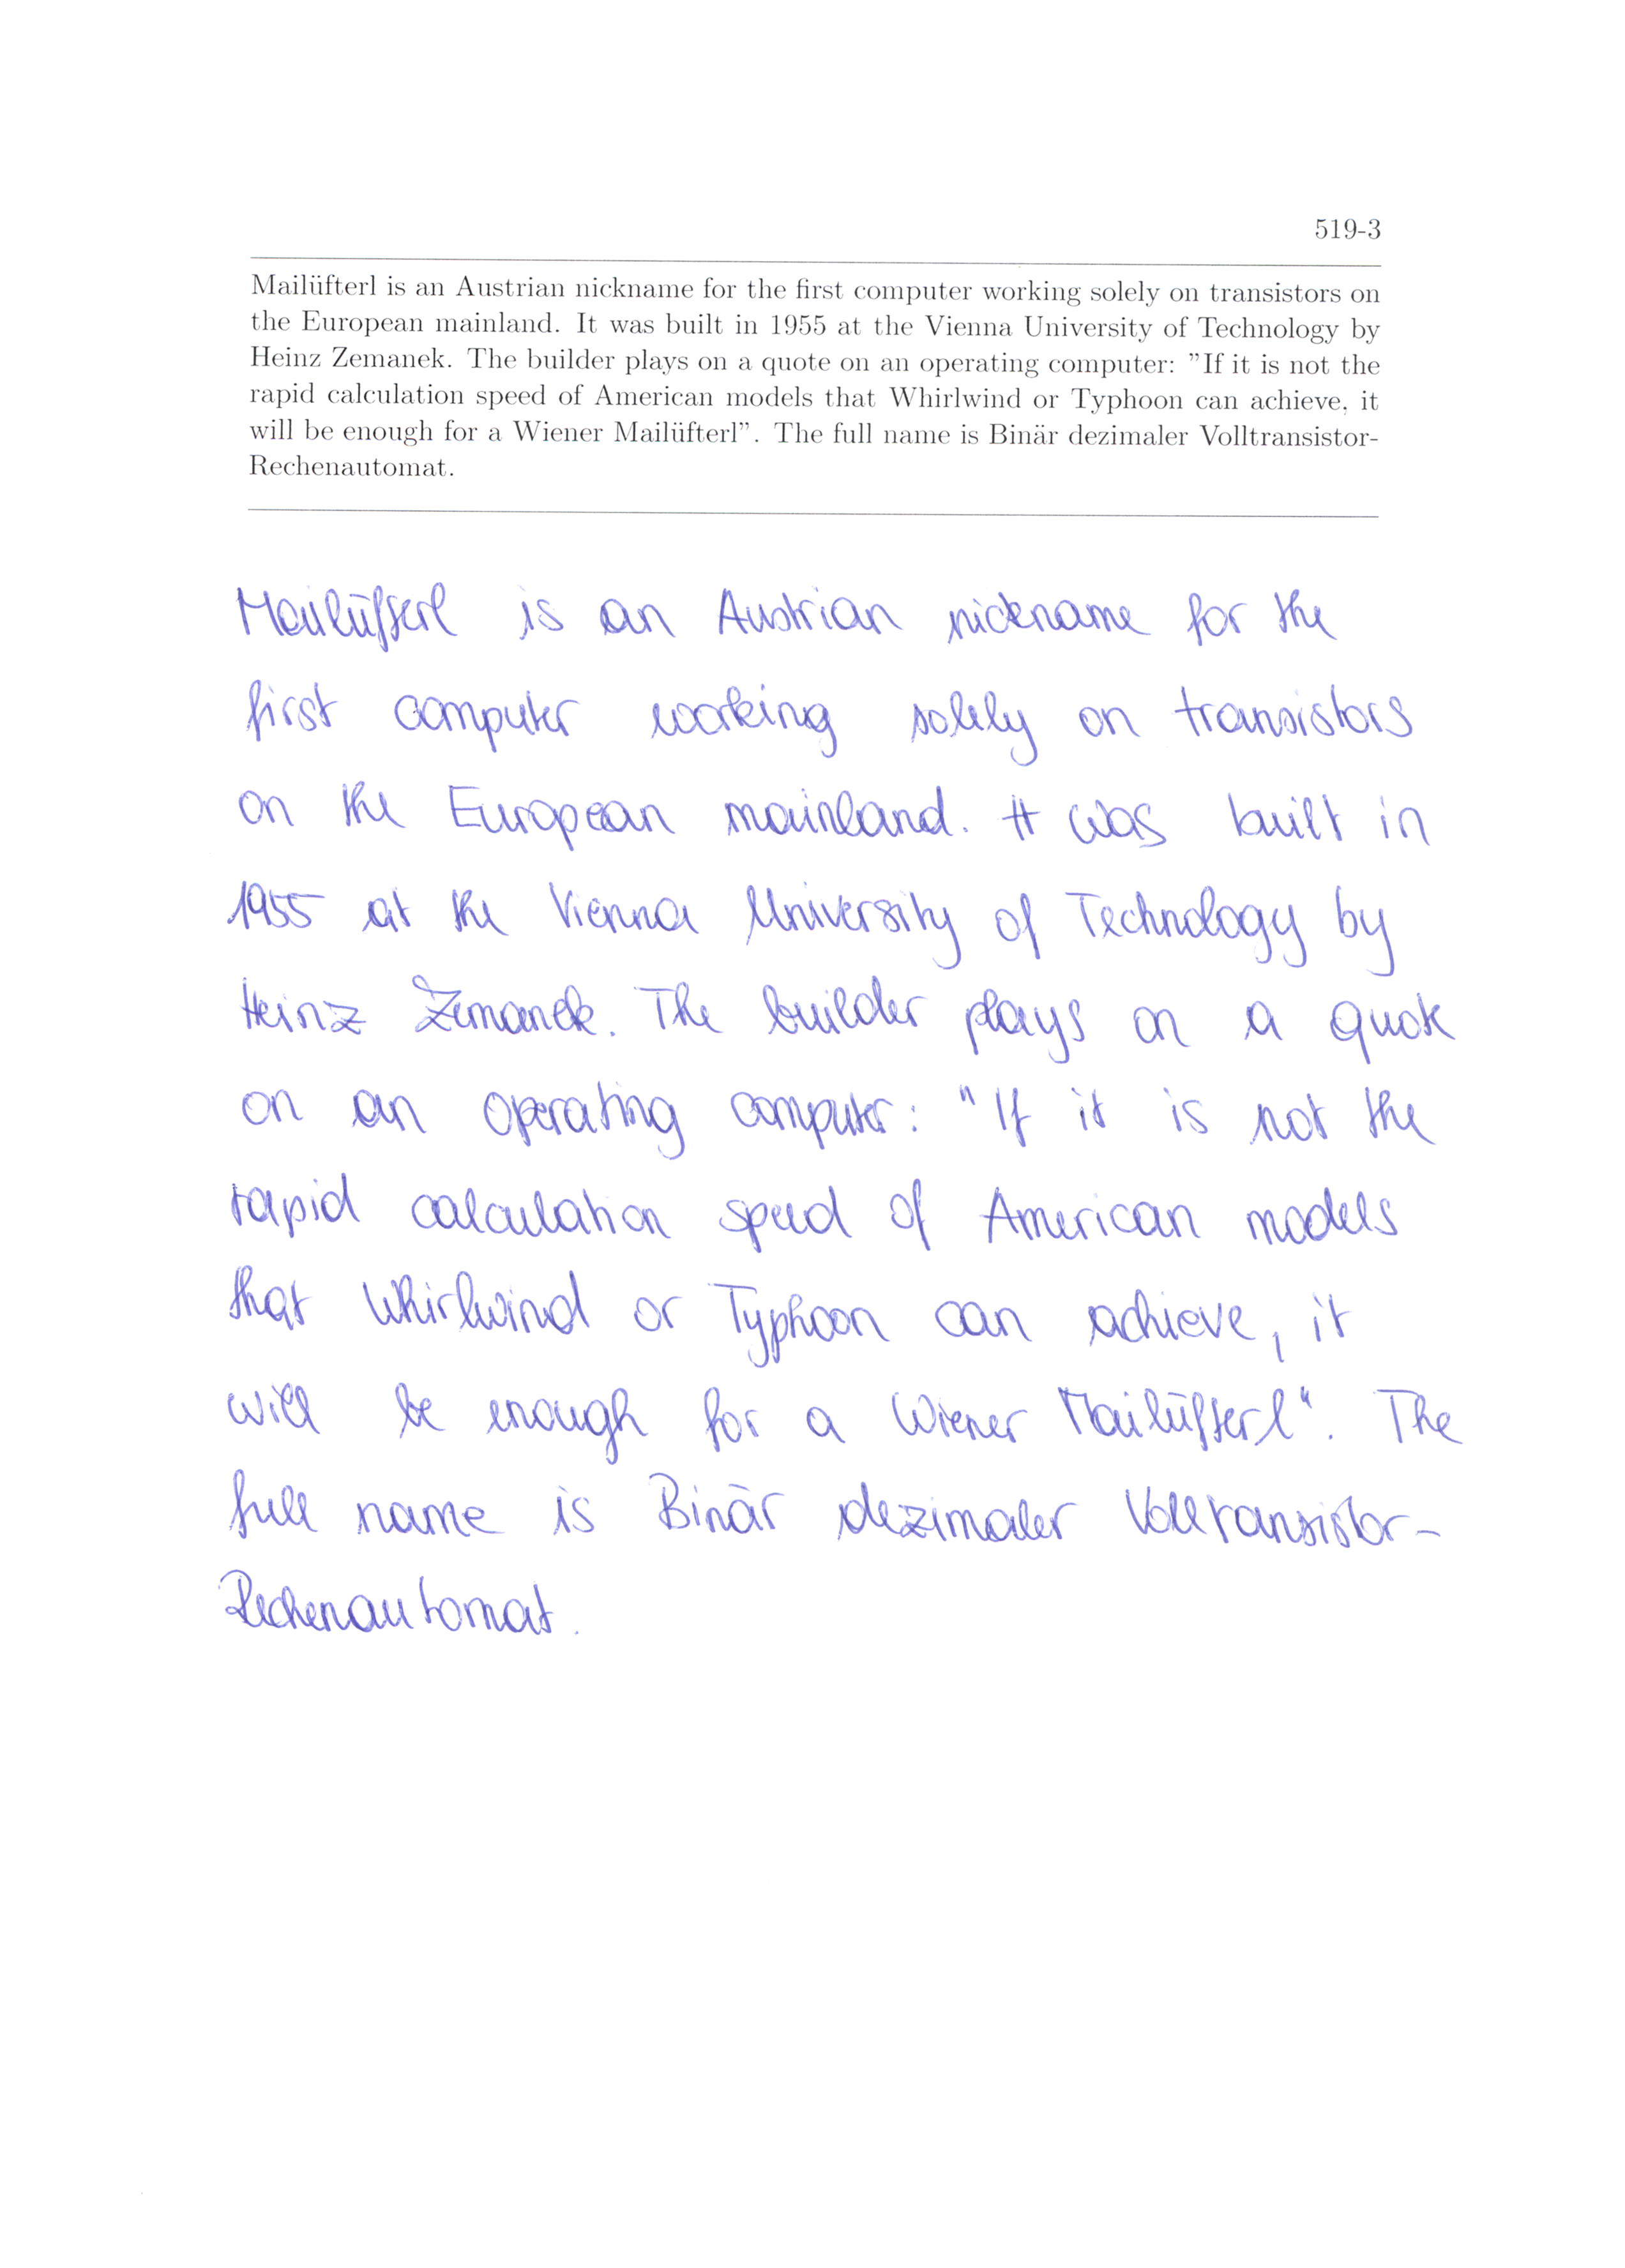 519-3
Mailüfterl is an Austrian nickname for the first computer working solely on transistors on
the European mainland. It was built in 1955 at the Vienna University of Technology by
Heinz Zemanek. The builder plays on a quote on an operating computer: "If it is not the
rapid calculation speed of American models that Whirlwind or Typhoon can achieve, it
will be enough for a Wiener Mailüfterl". The full name is Binär dezimaler Volltransistor-
Rechenautomat.
Mailüfterl is an Austrian nickname for the
first computer working solely on transistors
on the European mainland. It was built in
1955 at the Vienna University of Technology by
Heinz Zemanek. The builder plays on a quote
on an operating computer: "If it is not the
rapid calculation speed of American models
that Whirlwind or Typhoon can achieve, it
will be enough for a Wiener Mailüfterl". The
full name is Binär dezimaler Volltransistor-
Rechenautomat.